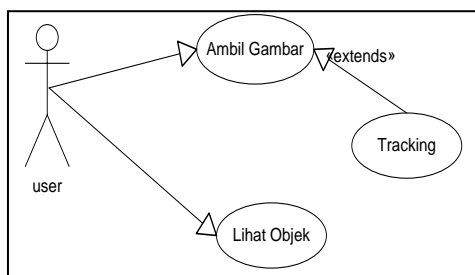 Ambil Gambar
«extends»
Tracking
user
Lihat Objek